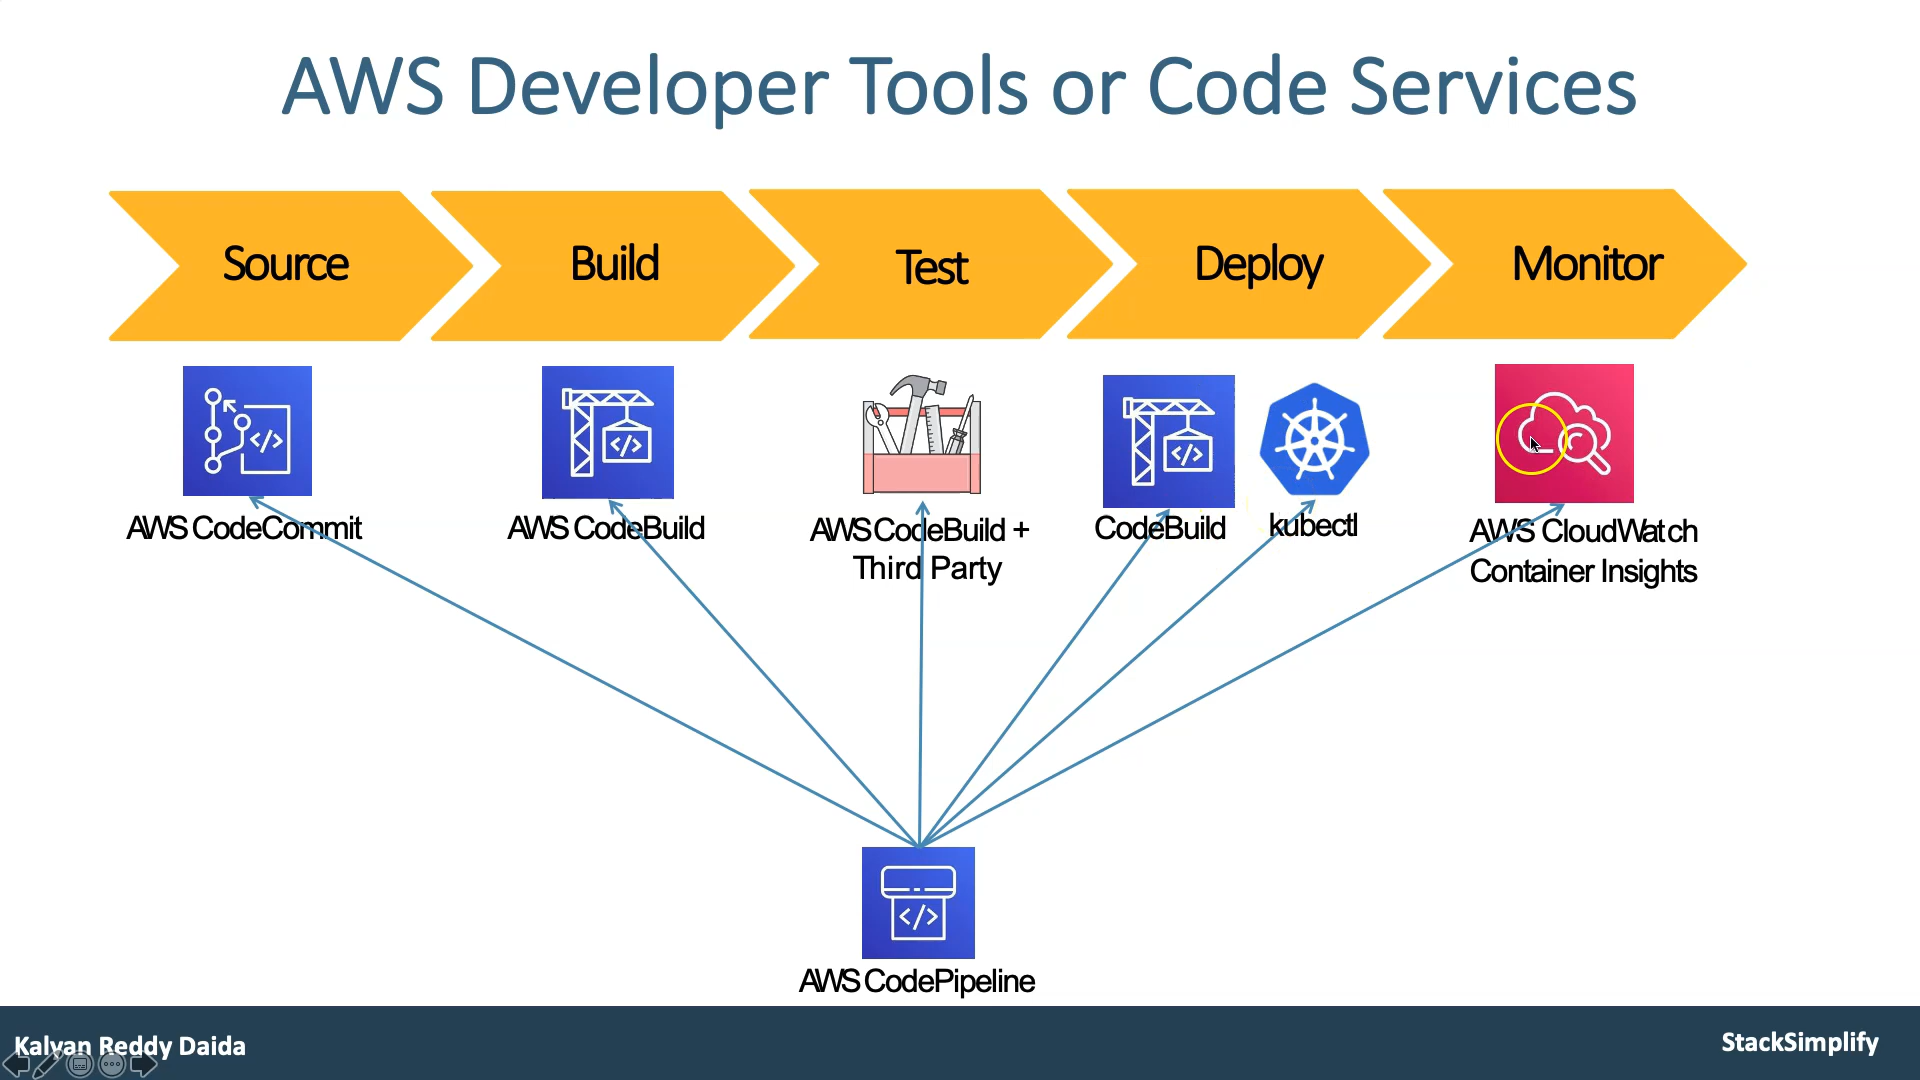 AWS Developer Tools or Code Services
Source
Build
Test
Deploy
Monitor
AWS CodeCommit
AWS CodeBuild
AWS CodeBuild +
Third Party
CodeBuild
kubectl
AWS CloudWatch
Container Insights
AWS CodePipeline
Kalyan Reddy Daida
StackSimplify